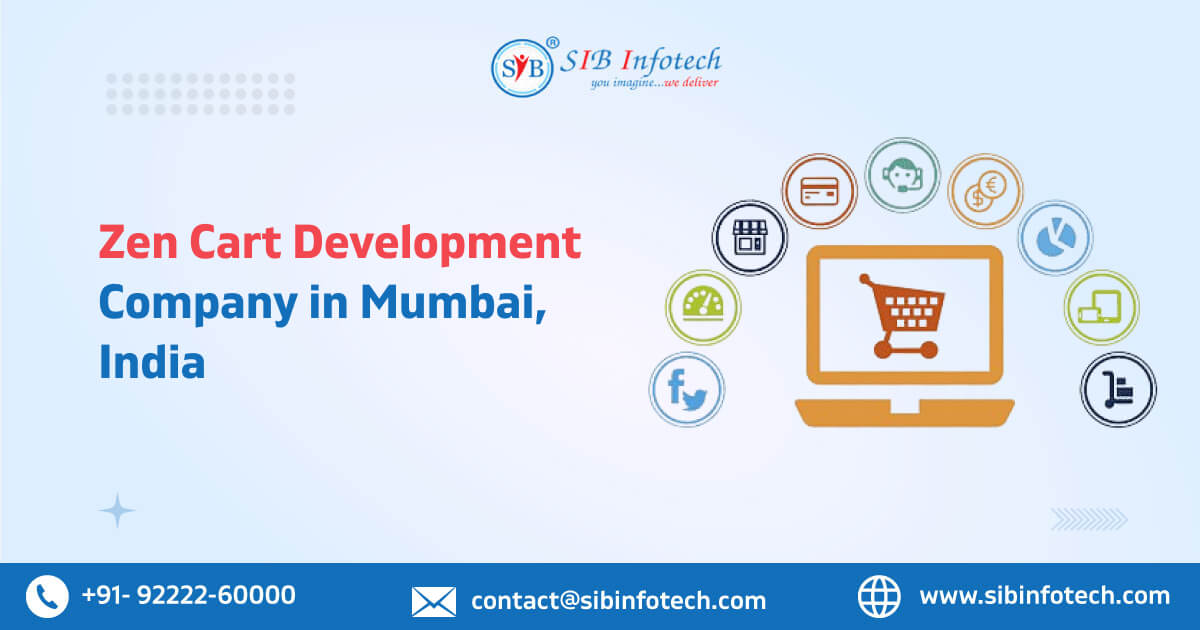 SYB ®
SIB Infotech
you imagine...we deliver
Zen Cart Development
Company in Mumbai,
India
+91- 92222-60000
contact@sibinfotech.com
www.sibinfotech.com